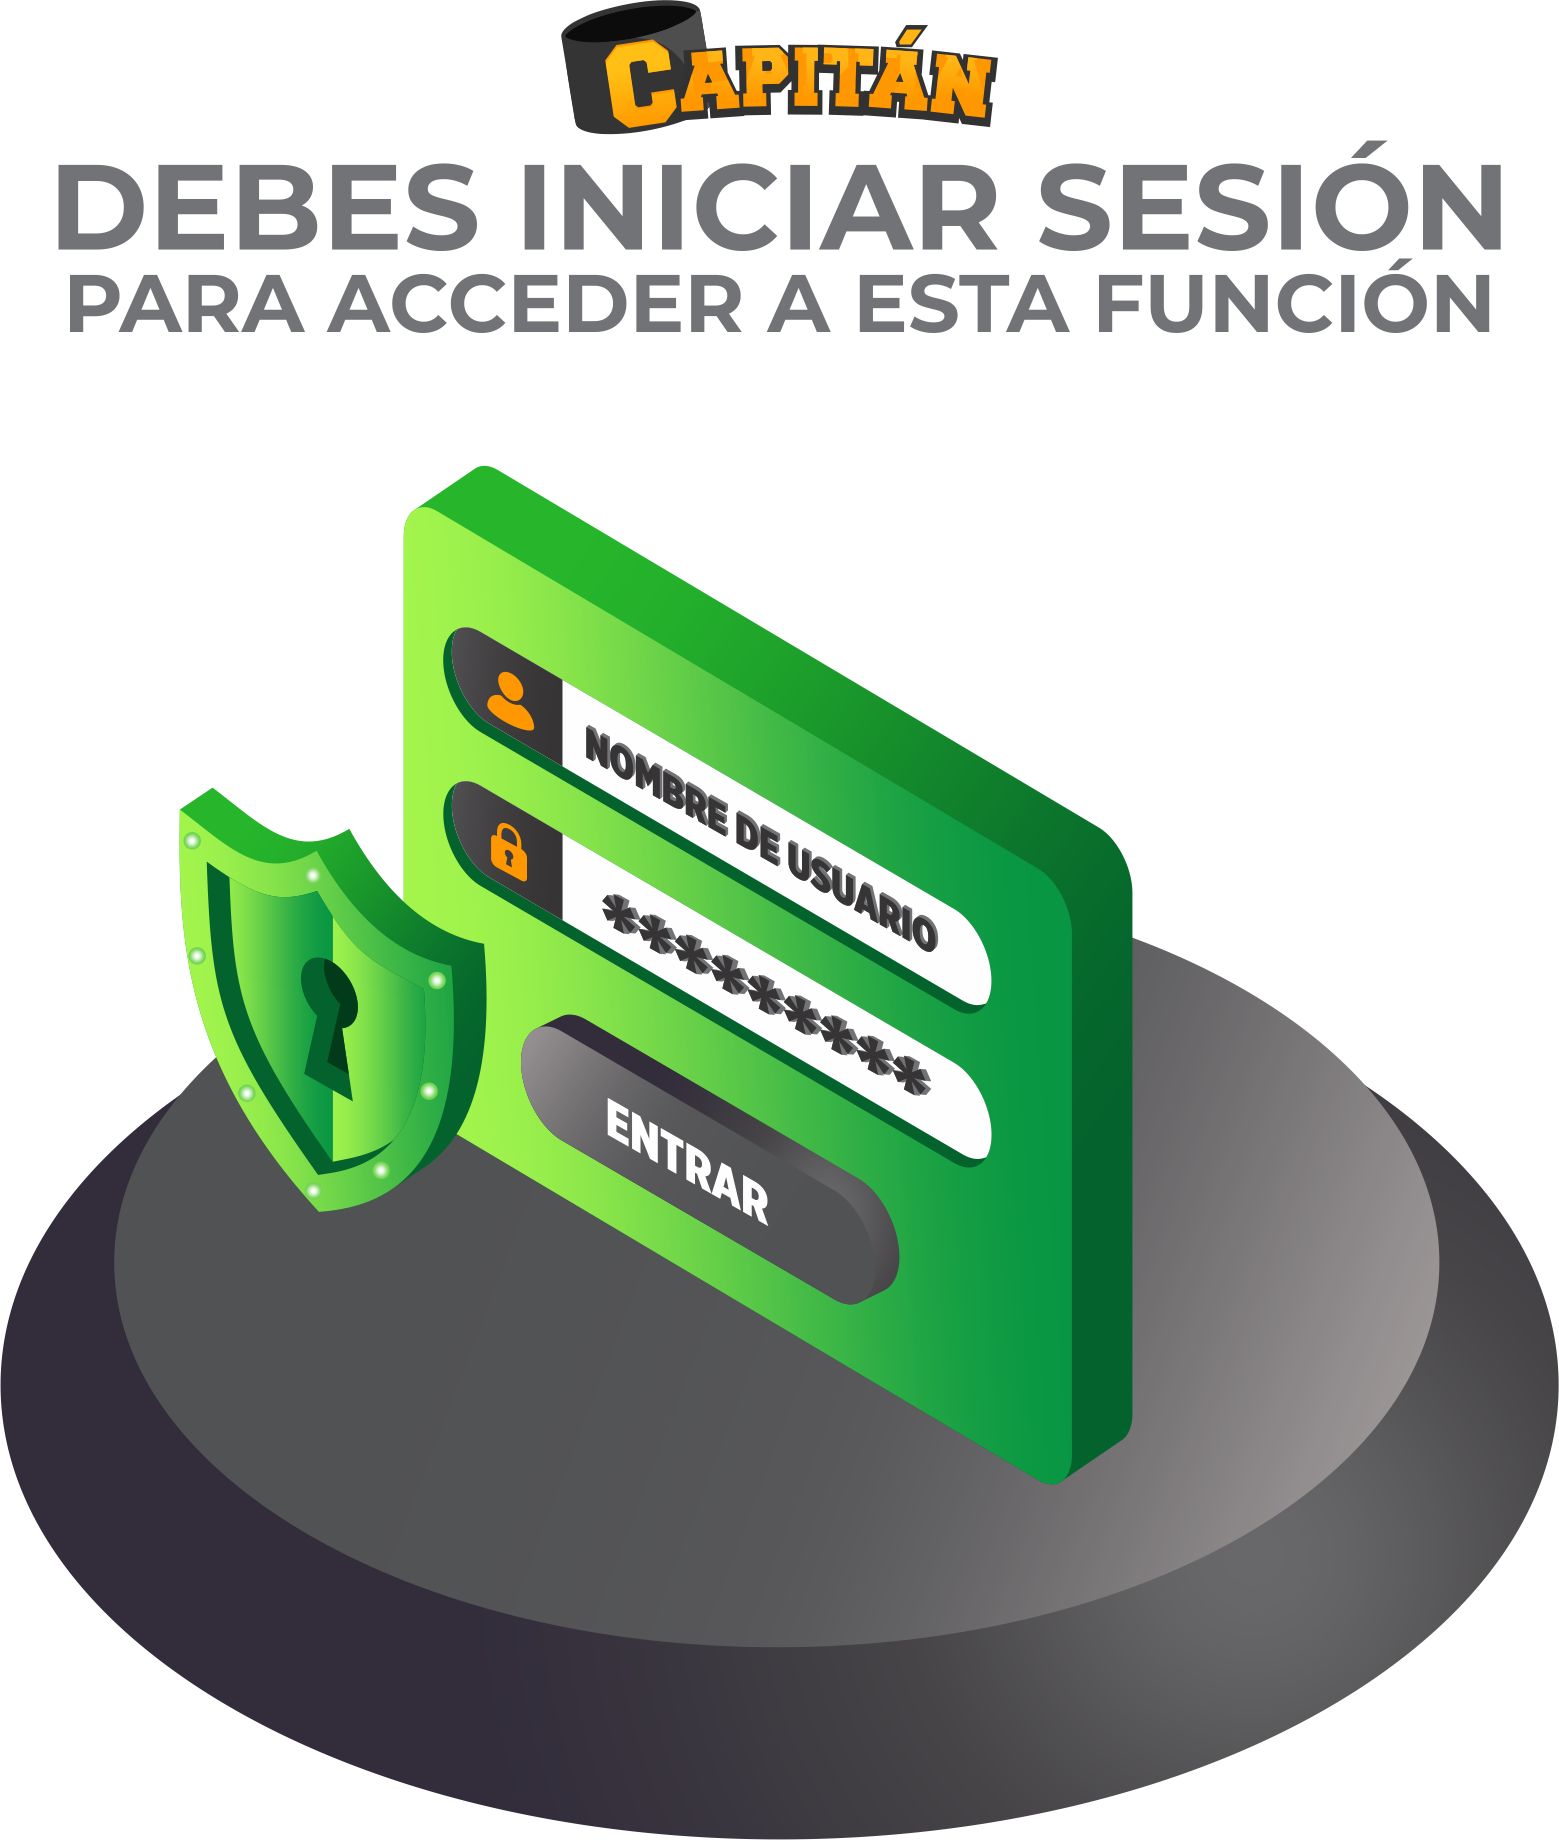 CAPITÁN
DEBES INICIAR SESIÓN
PARA ACCEDER A ESTA FUNCIÓN
NOMBRE DE USUARIO
*********
ENTRAR